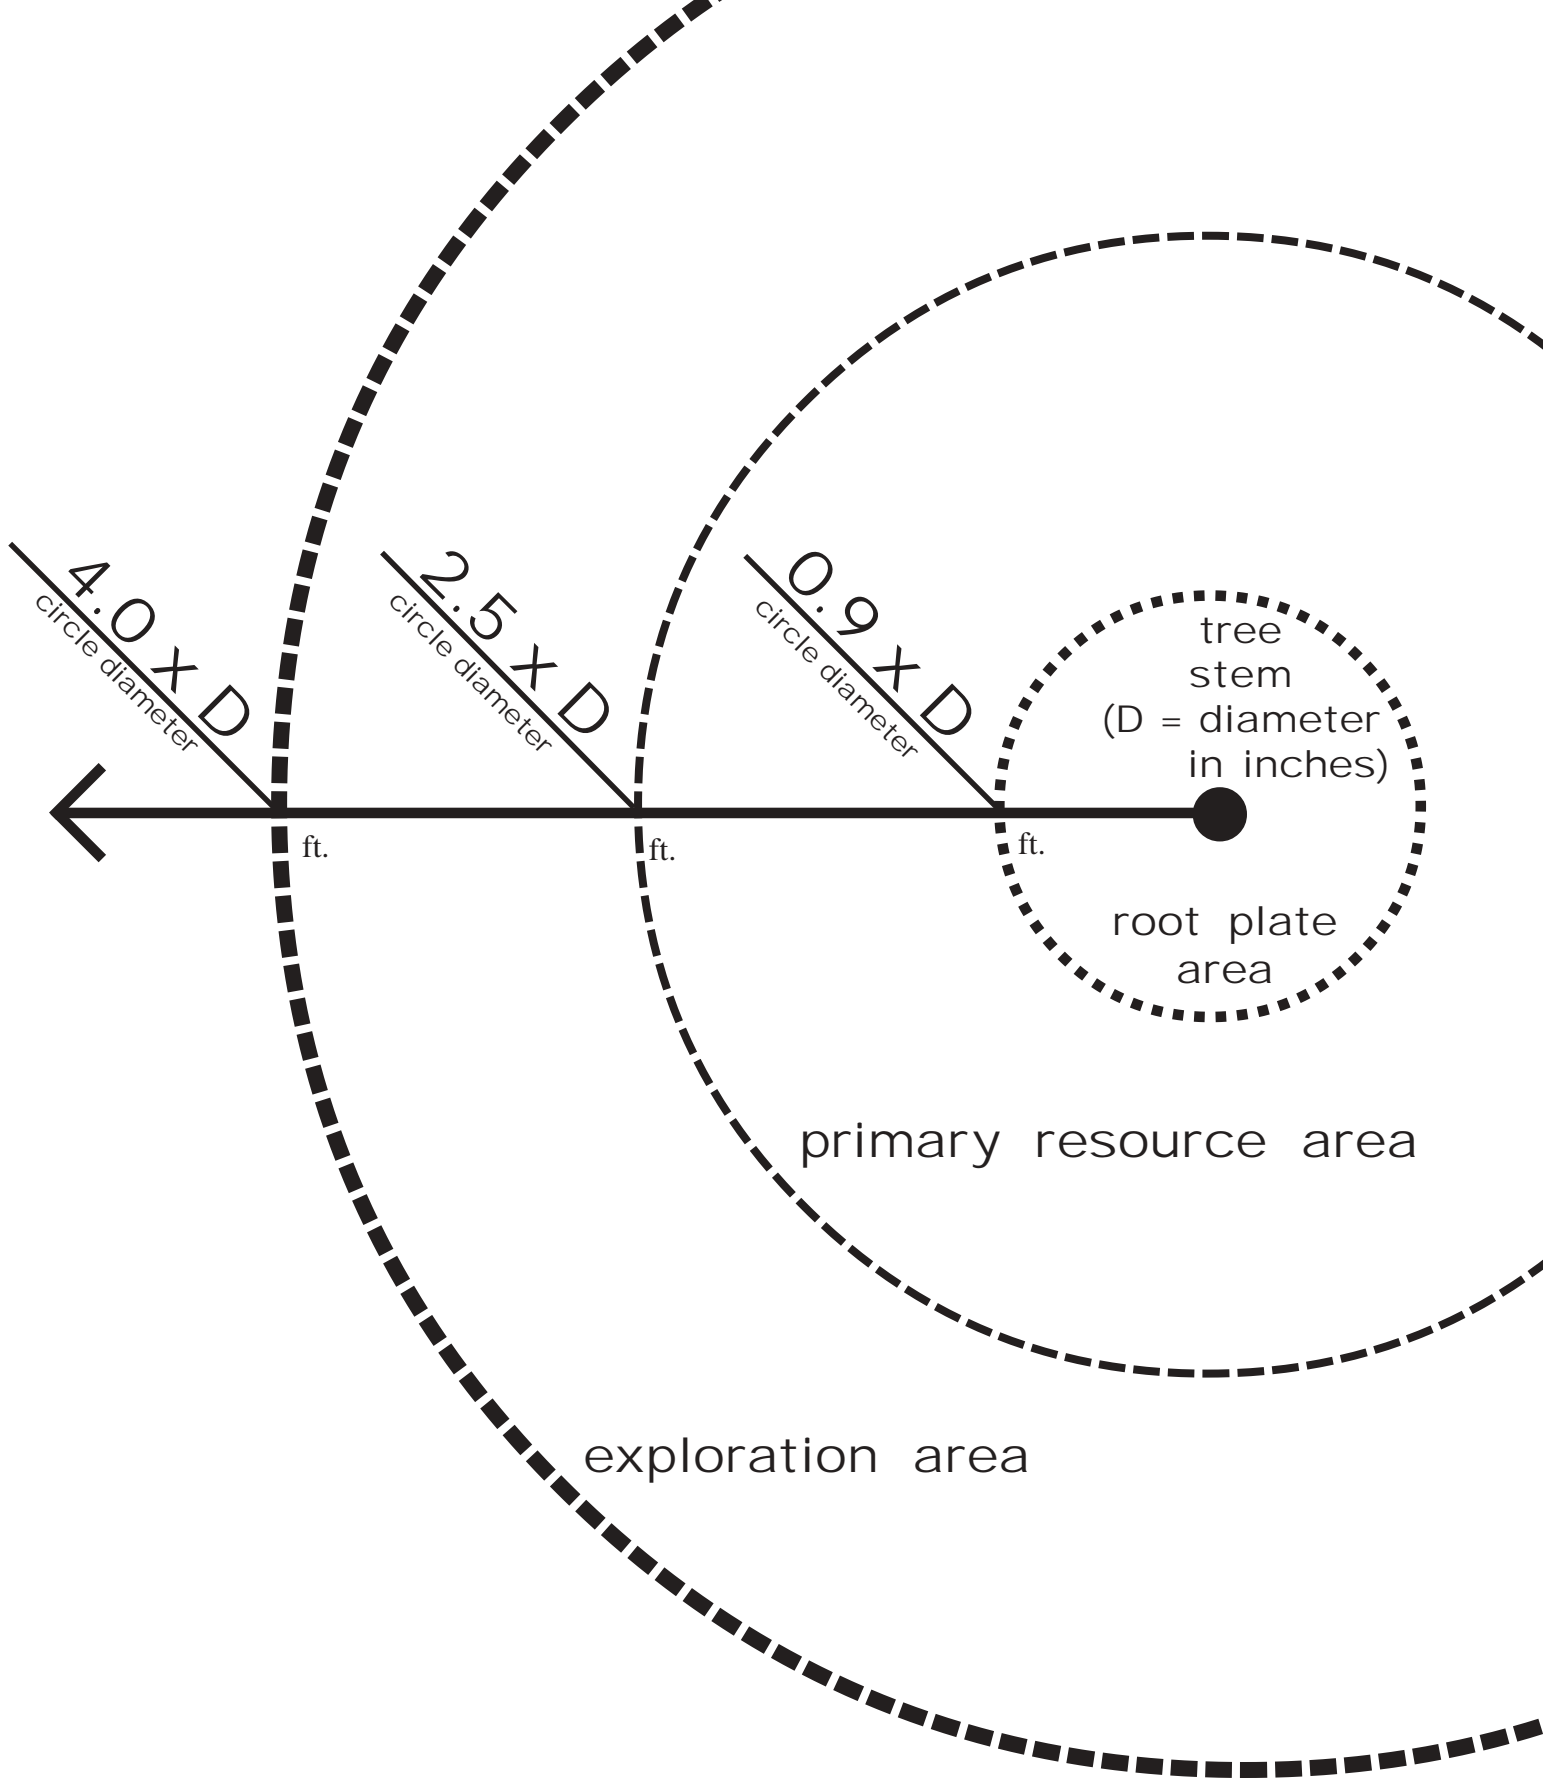 4.0 x D
circle diameter
2.5 x D
circle diameter
0.9 x D
circle diameter
tree
stem
(D = diameter
in inches)
ft.
ft.
ft.
root plate
area
primary resource area
exploration area